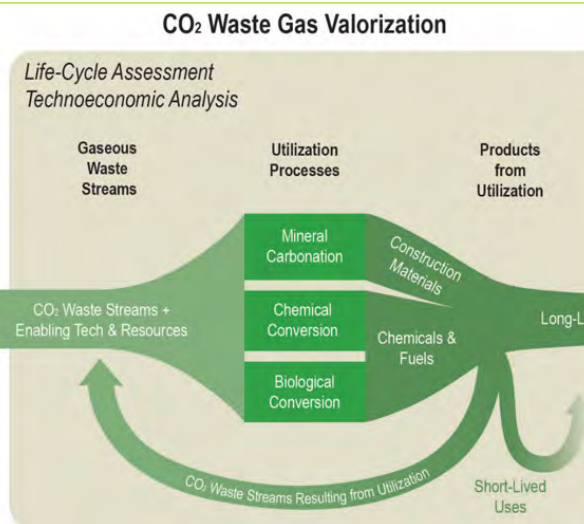 CO₂ Waste Gas Valorization
Life-Cycle Assessment
Technoeconomic Analysis
Gaseous
Waste
Streams
Utilization
Processes
Products
from
Utilization
CO₂ Waste Streams +
Enabling Tech & Resources
Mineral
Carbonation
Chemical
Conversion
Biological
Conversion
Construction
Materials
Chemicals &
Fuels
Long-L
CO₂ Waste Streams Resulting from Utilization
Short-Lived
Uses